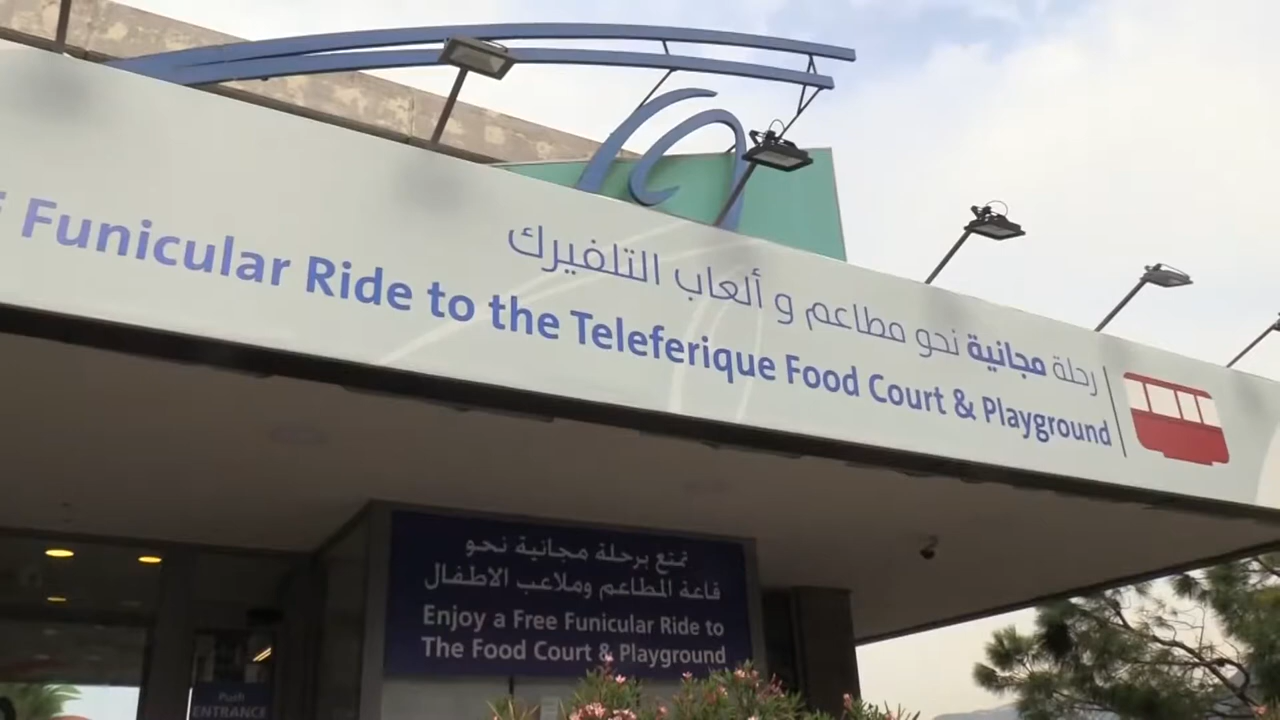 رحلة مجانية نحو مطاعم و ألعاب التلفيرك
Funicular Ride to the Teleferique Food Court & Playground
تمتع برحلة مجانية نحو
قاعة المطاعم وملاعب الاطفال
Enjoy a Free Funicular Ride to
The Food Court & Playground
Push
ENTRANCE